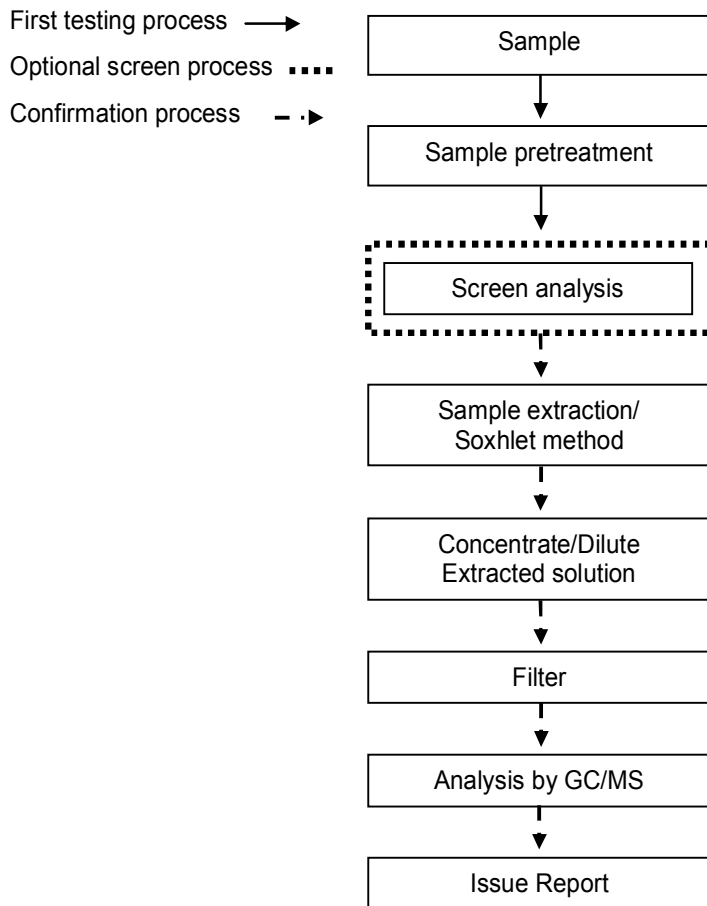 First testing process
Optional screen process
Confirmation process
Sample
Sample pretreatment
Screen analysis
Sample extraction/
Soxhlet method
Concentrate/Dilute
Extracted solution
Filter
Analysis by GC/MS
Issue Report